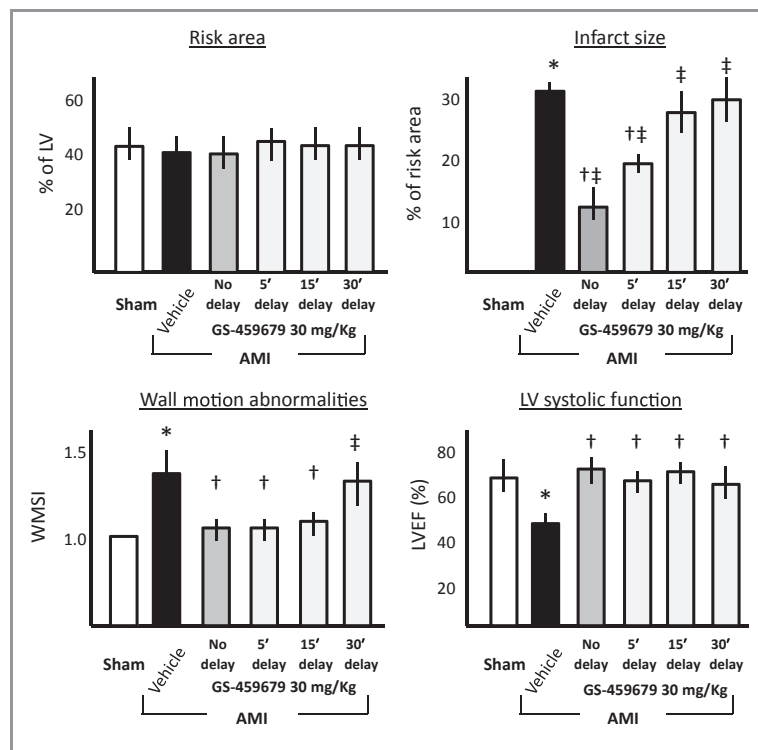 Risk area
60
40
20
% of LV
Sham
Vehicle
No delay
5′ delay
15′ delay
30′ delay
GS-459679 30 mg/Kg
AMI
Infarct size
*
†‡
†‡
‡
‡
30
20
10
% of risk area
Sham
Vehicle
No delay
5′ delay
15′ delay
30′ delay
GS-459679 30 mg/Kg
AMI
Wall motion abnormalities
*
†
†
†
‡
1.5
1.0
WMSI
Sham
Vehicle
No delay
5′ delay
15′ delay
30′ delay
GS-459679 30 mg/Kg
AMI
LV systolic function
*
†
†
†
†
80
60
40
20
LVEF (%)
Sham
Vehicle
No delay
5′ delay
15′ delay
30′ delay
GS-459679 30 mg/Kg
AMI